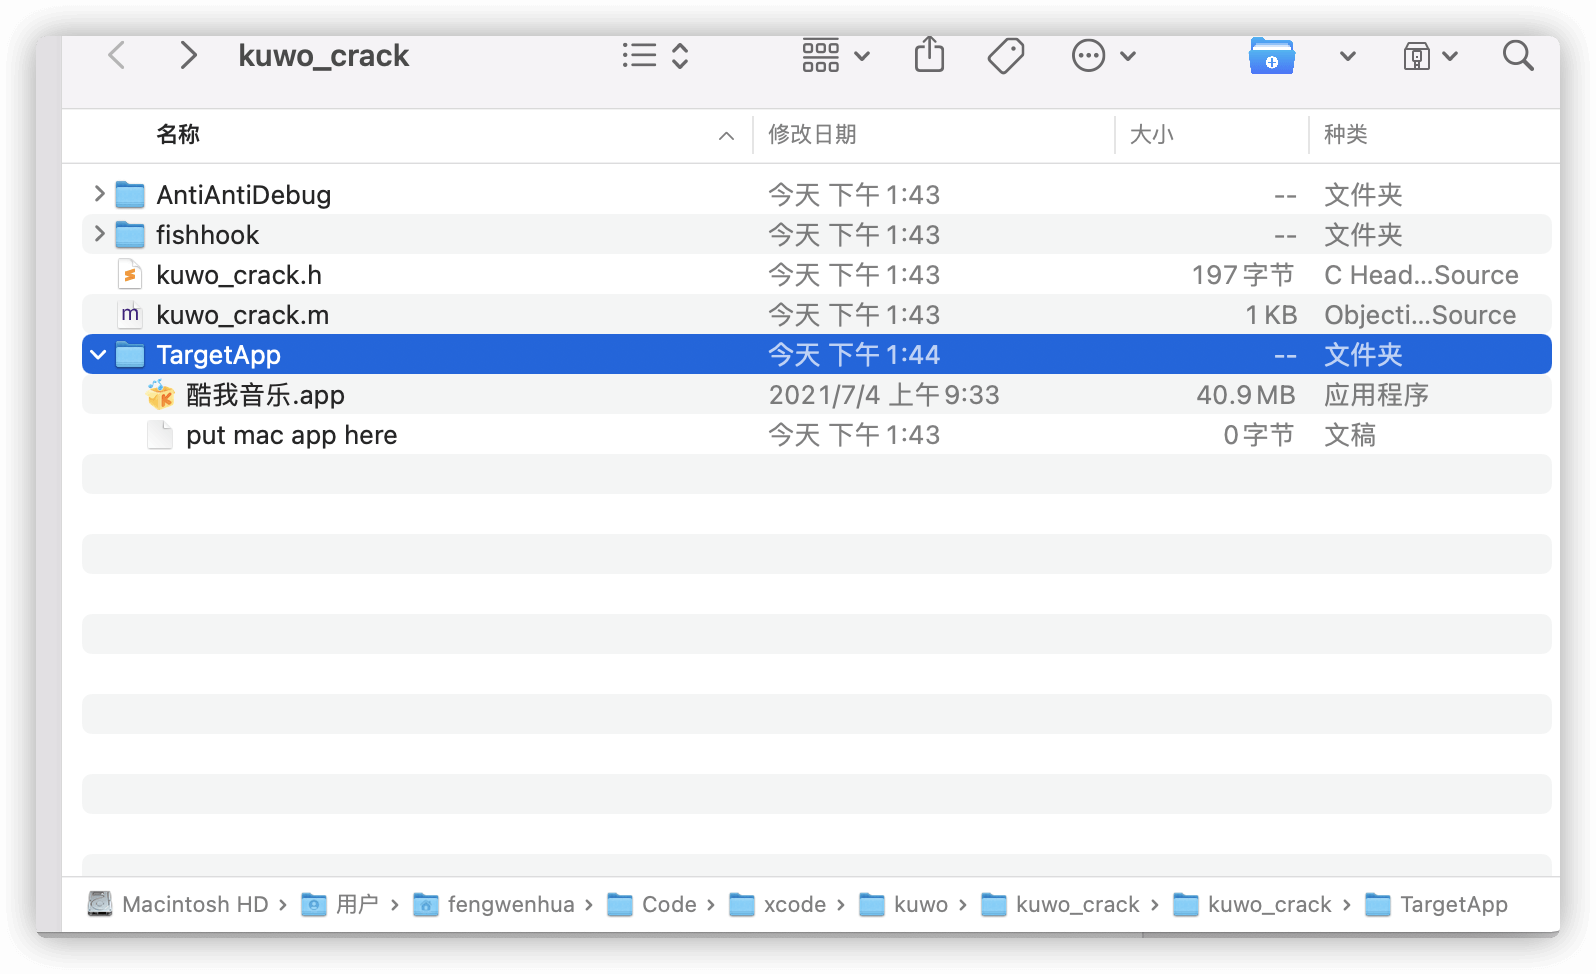 kuwo_crack
名称 修改日期 大小 种类
AntiAntiDebug 今天 下午 1:43 -- 文件夹
fishhook 今天 下午 1:43 -- 文件夹
kuwo_crack.h 今天 下午 1:43 197 字节 C Head...Source
kuwo_crack.m 今天 下午 1:43 1 KB Objecti...Source
TargetApp 今天 下午 1:44 -- 文件夹
酷我音乐.app 2021/7/4 上午 9:33 40.9 MB 应用程序
put mac app here 今天 下午 1:43 0 字节 文稿
Macintosh HD › 用户 › fengwenhua › Code › xcode › kuwo › kuwo_crack › kuwo_crack › TargetApp